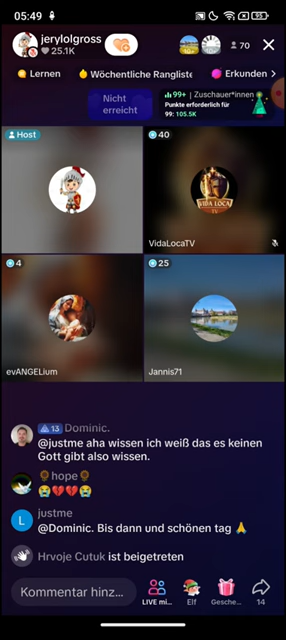 05:49
95
jerylolgross
25.1K
70
Lernen
Wöchentliche Rangliste
Erkunden
Nicht
erreicht
99+ | Zuschauer*innen
Punkte erforderlich für
99: 105.5K
Host
40
VIDA LOCA
VidaLocaTV
4
25
evANGELium
Jannis71
13 Dominic.
@justme aha wissen ich weiß das es keinen
Gott gibt also wissen.
🌻hope🌻
😭💔💔😭
L
justme
@Dominic. Bis dann und schönen tag 🙏
Hrvoje Cutuk ist beigetreten
Kommentar hinz...
LIVE mi...
Elf
Gesche...
14